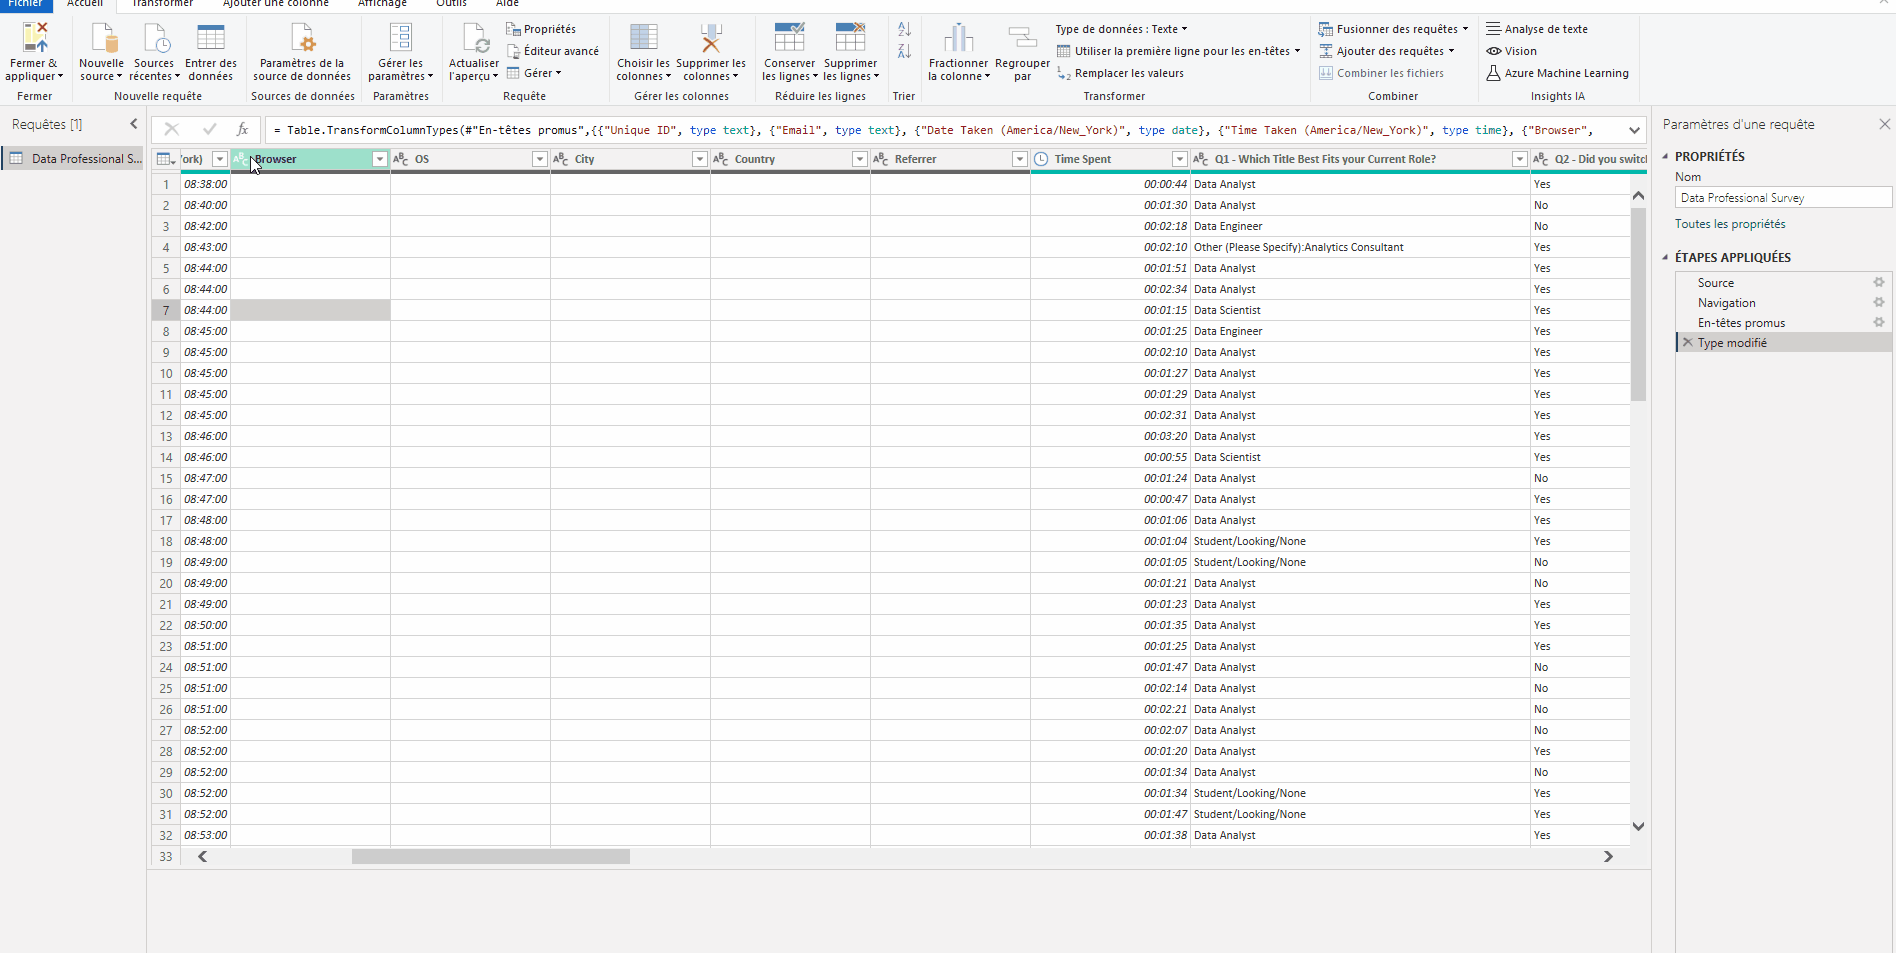 Fichier Accueil Transformer Ajouter une colonne Affichage Outils Aide
Fermer & appliquer
Fermer
Nouvelle source
Sources récentes
Entrer des données
Nouvelle requête
Paramètres de la source de données
Sources de données
Gérer les paramètres
Paramètres
Actualiser l'aperçu
Propriétés
Éditeur avancé
Gérer
Requête
Choisir les colonnes
Supprimer les colonnes
Gérer les colonnes
Conserver les lignes
Supprimer les lignes
Réduire les lignes
A Z
Z A
Trier
Fractionner la colonne
Regrouper par
Type de données : Texte
Utiliser la première ligne pour les en-têtes
1 2 Remplacer les valeurs
Transformer
Fusionner des requêtes
Ajouter des requêtes
Combiner les fichiers
Combiner
Analyse de texte
Vision
Azure Machine Learning
Insights IA
Requêtes [1]
Data Professional S...
fx = Table.TransformColumnTypes(#"En-têtes promus",{{"Unique ID", type text}, {"Email", type text}, {"Date Taken (America/New_York)", type date}, {"Time Taken (America/New_York)", type time}, {"Browser",
York) ABC Browser ABC OS ABC City ABC Country ABC Referrer Time Spent ABC Q1 - Which Title Best Fits your Current Role? ABC Q2 - Did you switch
1 08:38:00 00:00:44 Data Analyst Yes
2 08:40:00 00:01:30 Data Analyst No
3 08:42:00 00:02:18 Data Engineer No
4 08:43:00 00:02:10 Other (Please Specify):Analytics Consultant Yes
5 08:44:00 00:01:51 Data Analyst Yes
6 08:44:00 00:02:34 Data Analyst Yes
7 08:44:00 00:01:15 Data Scientist Yes
8 08:45:00 00:01:25 Data Engineer Yes
9 08:45:00 00:02:10 Data Analyst Yes
10 08:45:00 00:01:27 Data Analyst Yes
11 08:45:00 00:01:29 Data Analyst Yes
12 08:45:00 00:02:31 Data Analyst Yes
13 08:46:00 00:03:20 Data Analyst Yes
14 08:46:00 00:00:55 Data Scientist Yes
15 08:47:00 00:01:24 Data Analyst No
16 08:47:00 00:00:47 Data Analyst Yes
17 08:48:00 00:01:06 Data Analyst Yes
18 08:48:00 00:01:04 Student/Looking/None Yes
19 08:49:00 00:01:05 Student/Looking/None No
20 08:49:00 00:01:21 Data Analyst No
21 08:49:00 00:01:23 Data Analyst Yes
22 08:50:00 00:01:35 Data Analyst Yes
23 08:51:00 00:01:25 Data Analyst Yes
24 08:51:00 00:01:47 Data Analyst No
25 08:51:00 00:02:14 Data Analyst No
26 08:51:00 00:02:21 Data Analyst No
27 08:52:00 00:02:07 Data Analyst No
28 08:52:00 00:01:20 Data Analyst Yes
29 08:52:00 00:01:34 Data Analyst No
30 08:52:00 00:01:34 Student/Looking/None Yes
31 08:52:00 00:01:47 Student/Looking/None Yes
32 08:53:00 00:01:38 Data Analyst Yes
33
Paramètres d'une requête
PROPRIÉTÉS
Nom
Data Professional Survey
Toutes les propriétés
ÉTAPES APPLIQUÉES
Source
Navigation
En-têtes promus
Type modifié